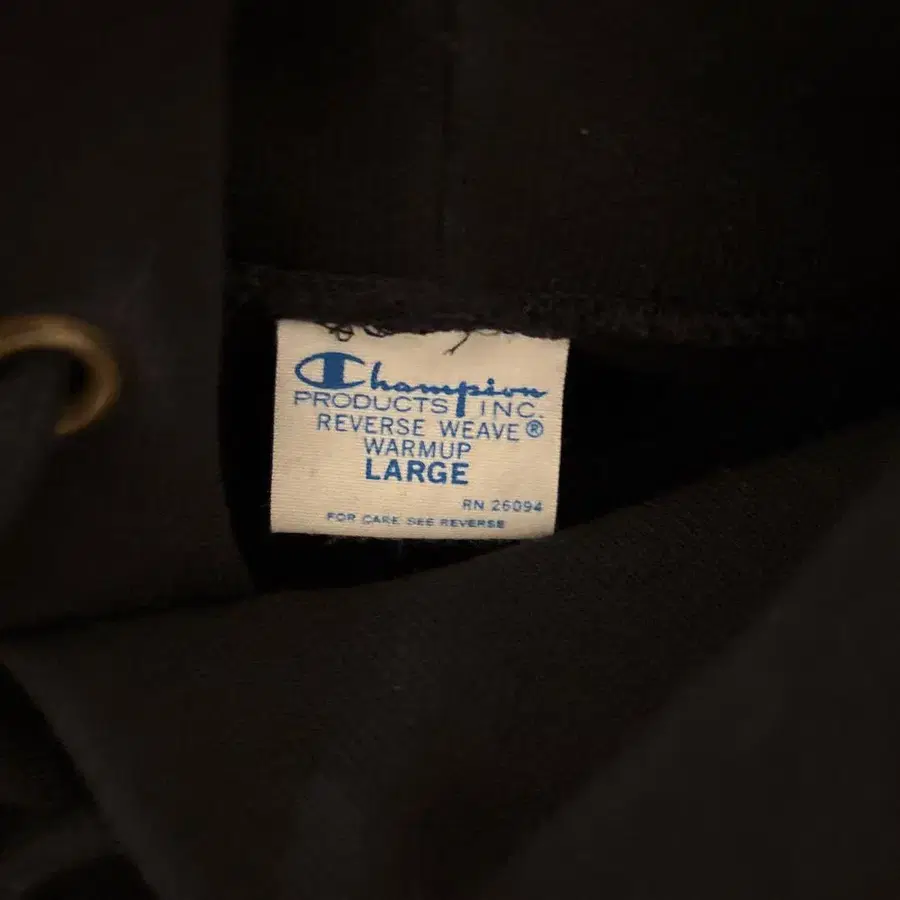 Champion
PRODUCTS INC.
REVERSE WEAVE®
WARMUP
LARGE
RN 26094
FOR CARE SEE REVERSE